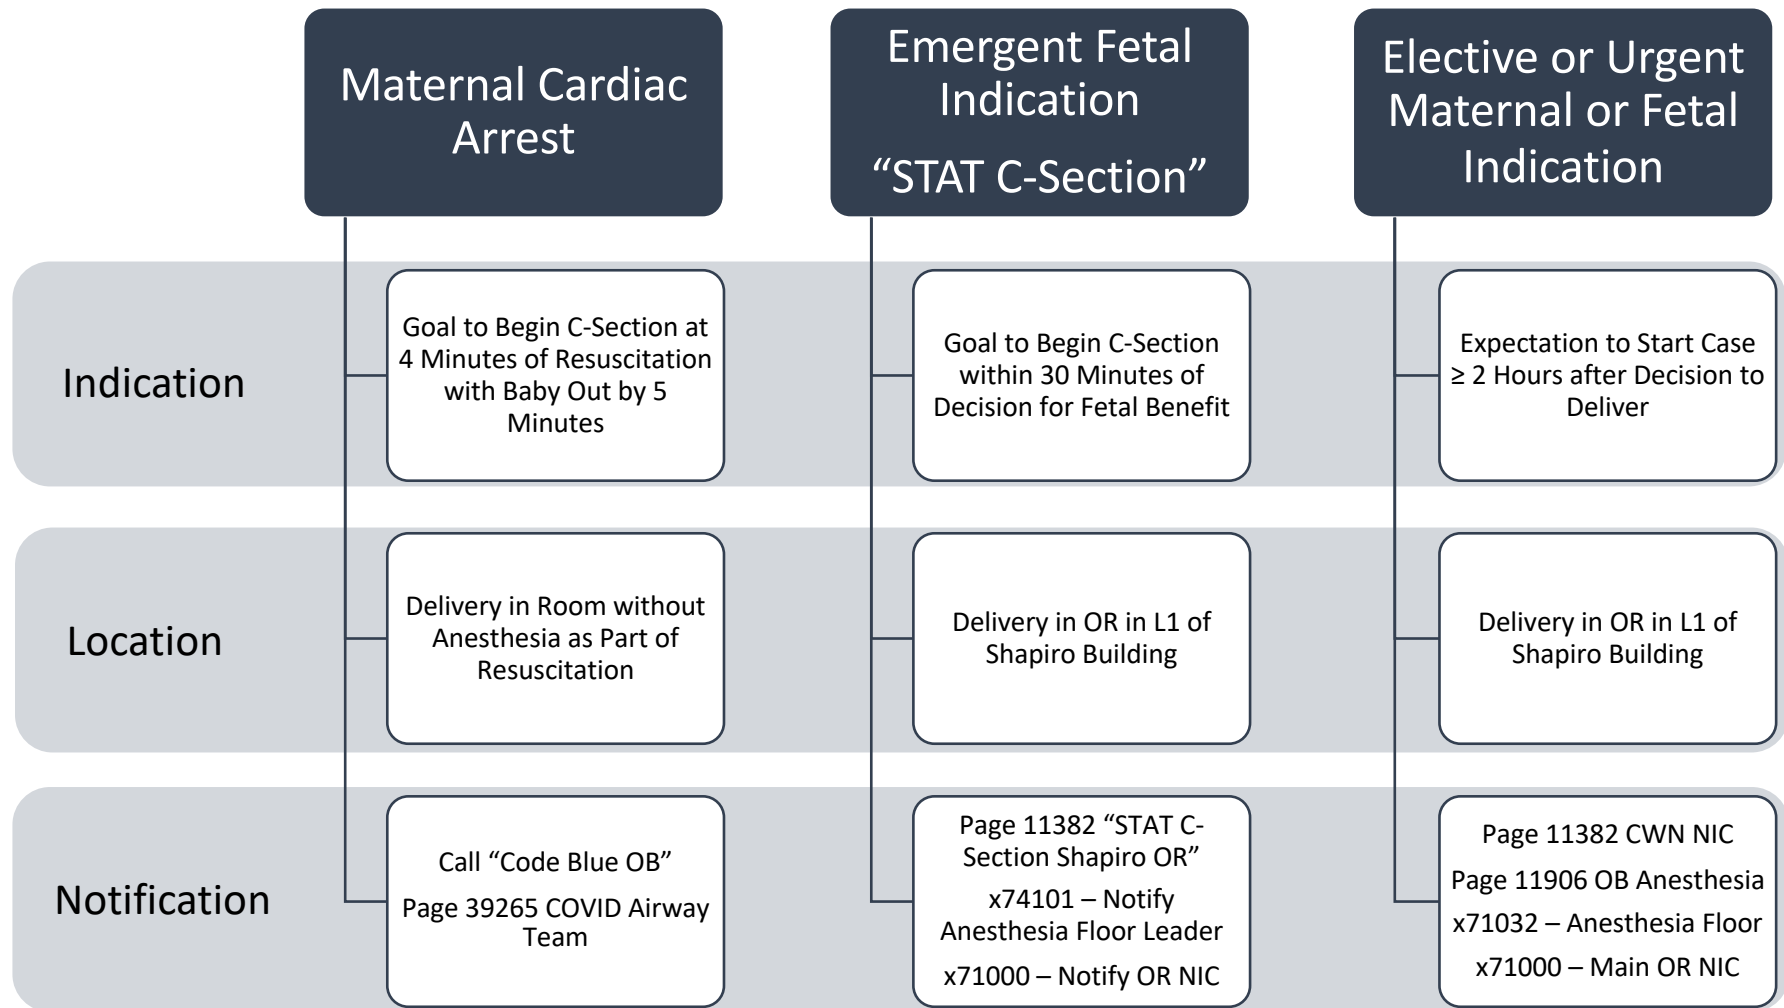 Maternal Cardiac
Arrest
Emergent Fetal
Indication
“STAT C-Section”
Elective or Urgent
Maternal or Fetal
Indication
Indication
Goal to Begin C-Section at
4 Minutes of Resuscitation
with Baby Out by 5
Minutes
Goal to Begin C-Section
within 30 Minutes of
Decision for Fetal Benefit
Expectation to Start Case
≥ 2 Hours after Decision to
Deliver
Location
Delivery in Room without
Anesthesia as Part of
Resuscitation
Delivery in OR in L1 of
Shapiro Building
Delivery in OR in L1 of
Shapiro Building
Notification
Call “Code Blue OB”
Page 39265 COVID Airway
Team
Page 11382 “STAT C-
Section Shapiro OR”
x74101 – Notify
Anesthesia Floor Leader
x71000 – Notify OR NIC
Page 11382 CWN NIC
Page 11906 OB Anesthesia
x71032 – Anesthesia Floor
x71000 – Main OR NIC